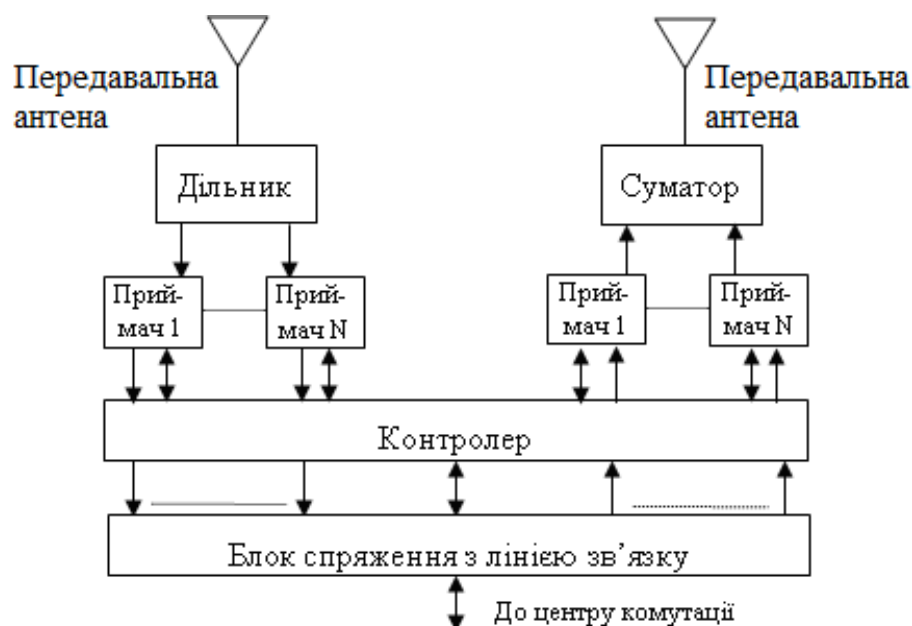 Передавальна
антена
Передавальна
антена
Дільник
Суматор
Прий-
мач 1
Прий-
мач N
Прий-
мач 1
Прий-
мач N
Контролер
Блок спряження з лінією зв’язку
До центру комутації